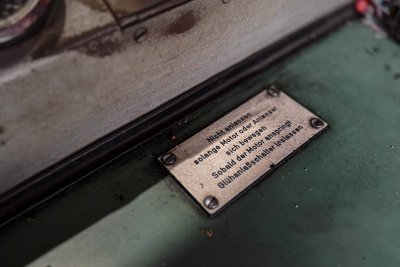 Nicht anlassen,
solange Motor oder Anlasser
sich bewegen.
Sobald der Motor anspringt
Glühanlaßschalter loslassen.